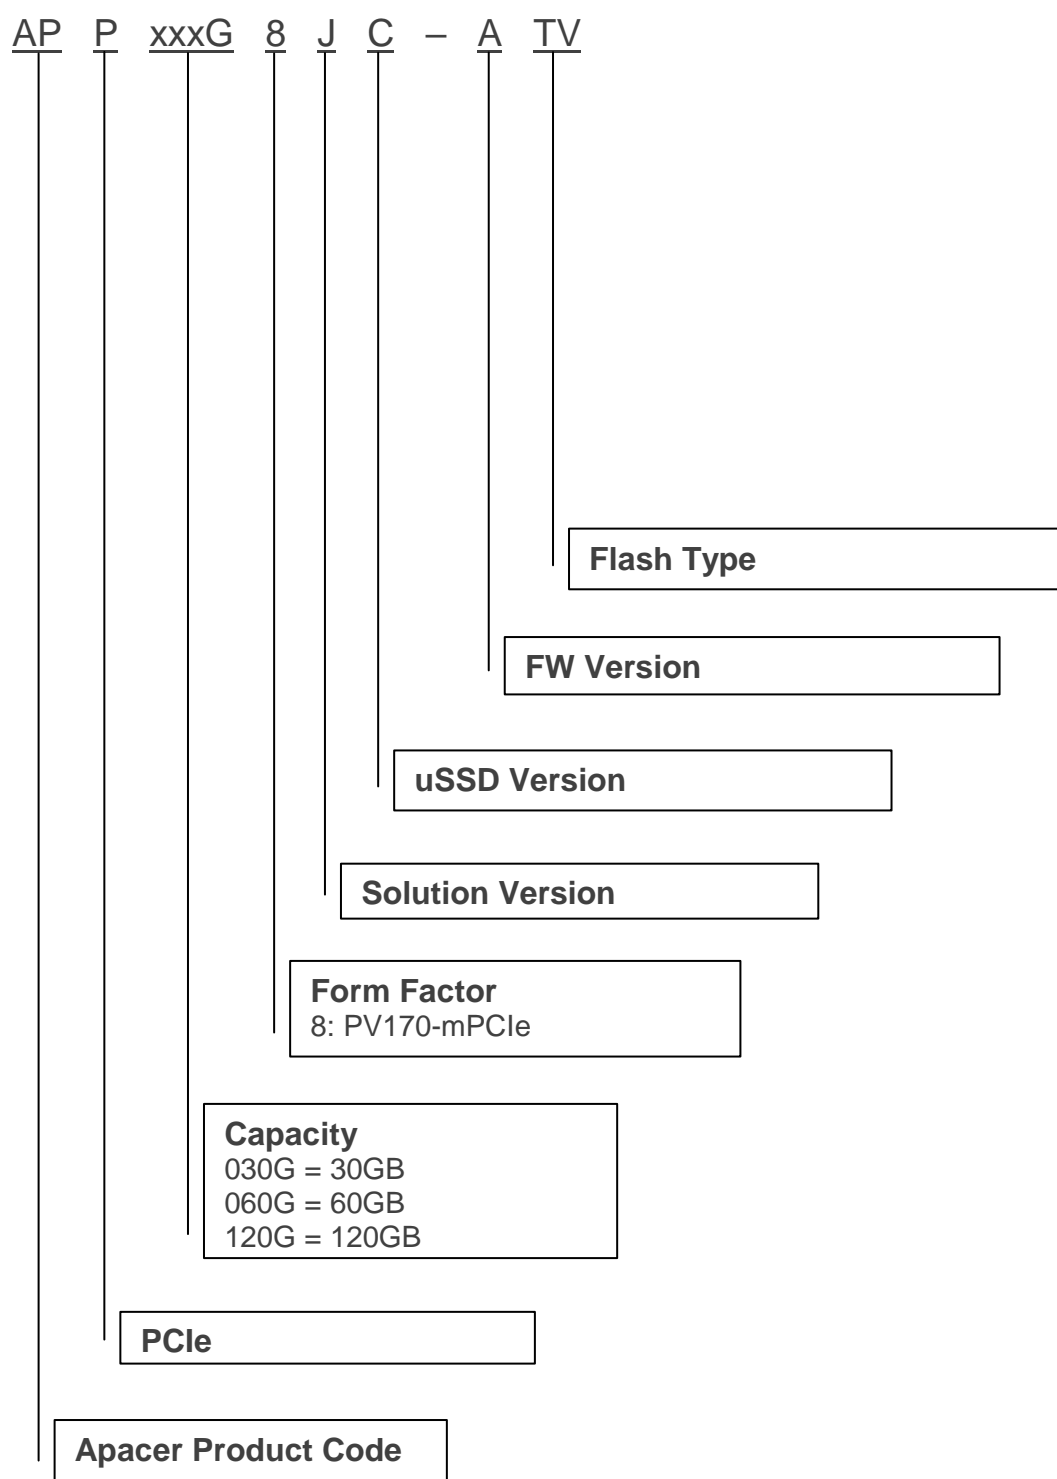 AP P xxxG 8 J C – A TV
Flash Type
FW Version
uSSD Version
Solution Version
Form Factor
8: PV170-mPCIe
Capacity
030G = 30GB
060G = 60GB
120G = 120GB
PCIe
Apacer Product Code